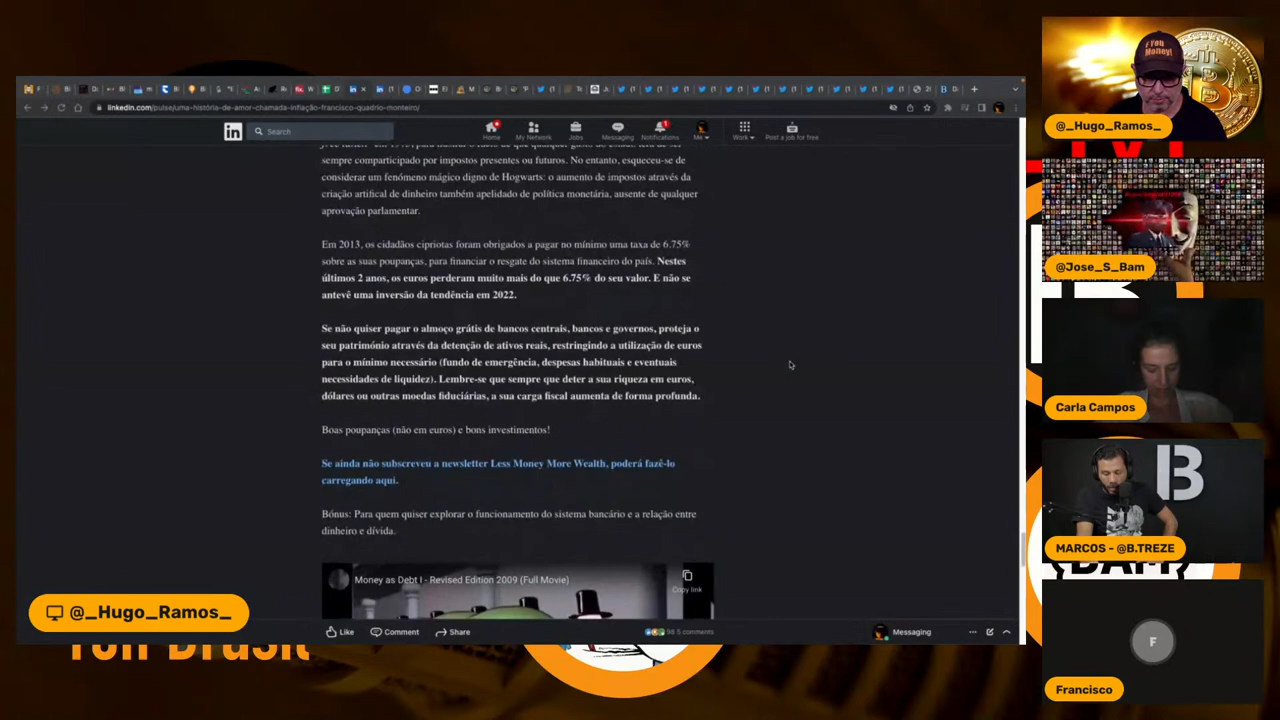 linkedin.com/pulse/uma-história-de-amor-chamada-inflação-francisco-quadrio-monteiro/
in
Search
Home
My Network
Jobs
Messaging
Notifications
Me
Work
Post a job for free
sempre comparticipado por impostos presentes ou futuros. No entanto, esqueceu-se de
considerar um fenómeno mágico digno de Hogwarts: o aumento de impostos através da
criação artifical de dinheiro também apelidado de política monetária, ausente de qualquer
aprovação parlamentar.
Em 2013, os cidadãos cipriotas foram obrigados a pagar no mínimo uma taxa de 6.75%
sobre as suas poupanças, para financiar o resgate do sistema financeiro do país. Nestes
últimos 2 anos, os euros perderam muito mais do que 6.75% do seu valor. E não se
antevê uma inversão da tendência em 2022.
Se não quiser pagar o almoço grátis de bancos centrais, bancos e governos, proteja o
seu património através da detenção de ativos reais, restringindo a utilização de euros
para o mínimo necessário (fundo de emergência, despesas habituais e eventuais
necessidades de liquidez). Lembre-se que sempre que deter a sua riqueza em euros,
dólares ou outras moedas fiduciárias, a sua carga fiscal aumenta de forma profunda.
Boas poupanças (não em euros) e bons investimentos!
Se ainda não subscreveu a newsletter Less Money More Wealth, poderá fazê-lo
carregando aqui.
Bónus: Para quem quiser explorar o funcionamento do sistema bancário e a relação entre
dinheiro e dívida.
Money as Debt I - Revised Edition 2009 (Full Movie)
Copy link
Like
Comment
Share
96 5 comments
Messaging
@_Hugo_Ramos_
@_Hugo_Ramos_
@Jose_S_Bam
Carla Campos
B
MARCOS - @B.TREZE
F
Francisco